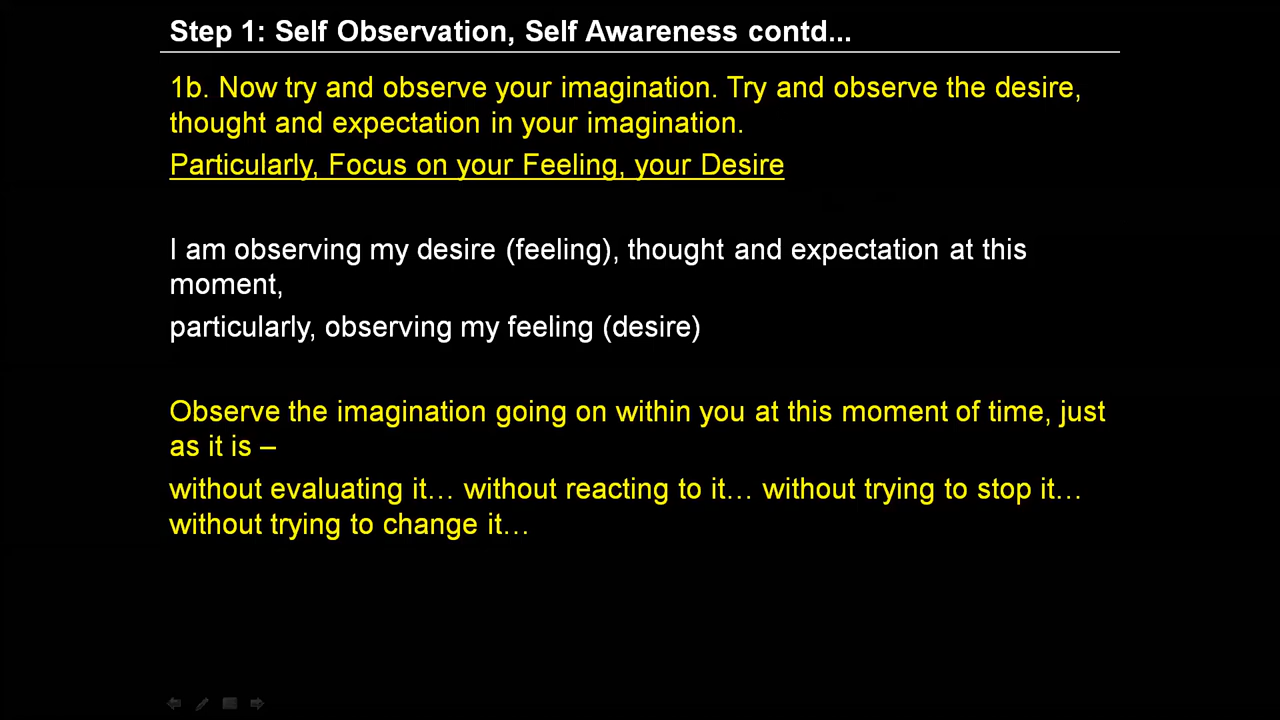 Step 1: Self Observation, Self Awareness contd...
1b. Now try and observe your imagination. Try and observe the desire,
thought and expectation in your imagination.
Particularly, Focus on your Feeling, your Desire
I am observing my desire (feeling), thought and expectation at this
moment,
particularly, observing my feeling (desire)
Observe the imagination going on within you at this moment of time, just
as it is –
without evaluating it… without reacting to it… without trying to stop it…
without trying to change it…